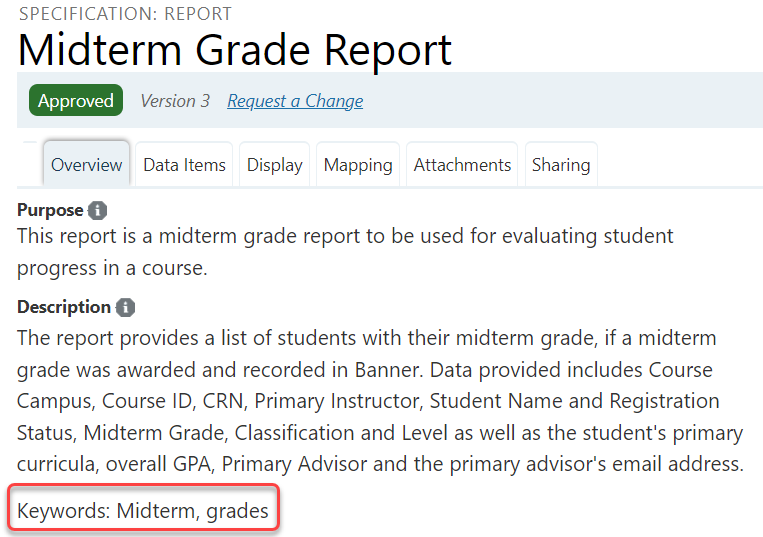 SPECIFICATION: REPORT
Midterm Grade Report
Approved Version 3 Request a Change
Overview Data Items Display Mapping Attachments Sharing
Purpose
This report is a midterm grade report to be used for evaluating student
progress in a course.
Description
The report provides a list of students with their midterm grade, if a midterm
grade was awarded and recorded in Banner. Data provided includes Course
Campus, Course ID, CRN, Primary Instructor, Student Name and Registration
Status, Midterm Grade, Classification and Level as well as the student's primary
curricula, overall GPA, Primary Advisor and the primary advisor's email address.
Keywords: Midterm, grades